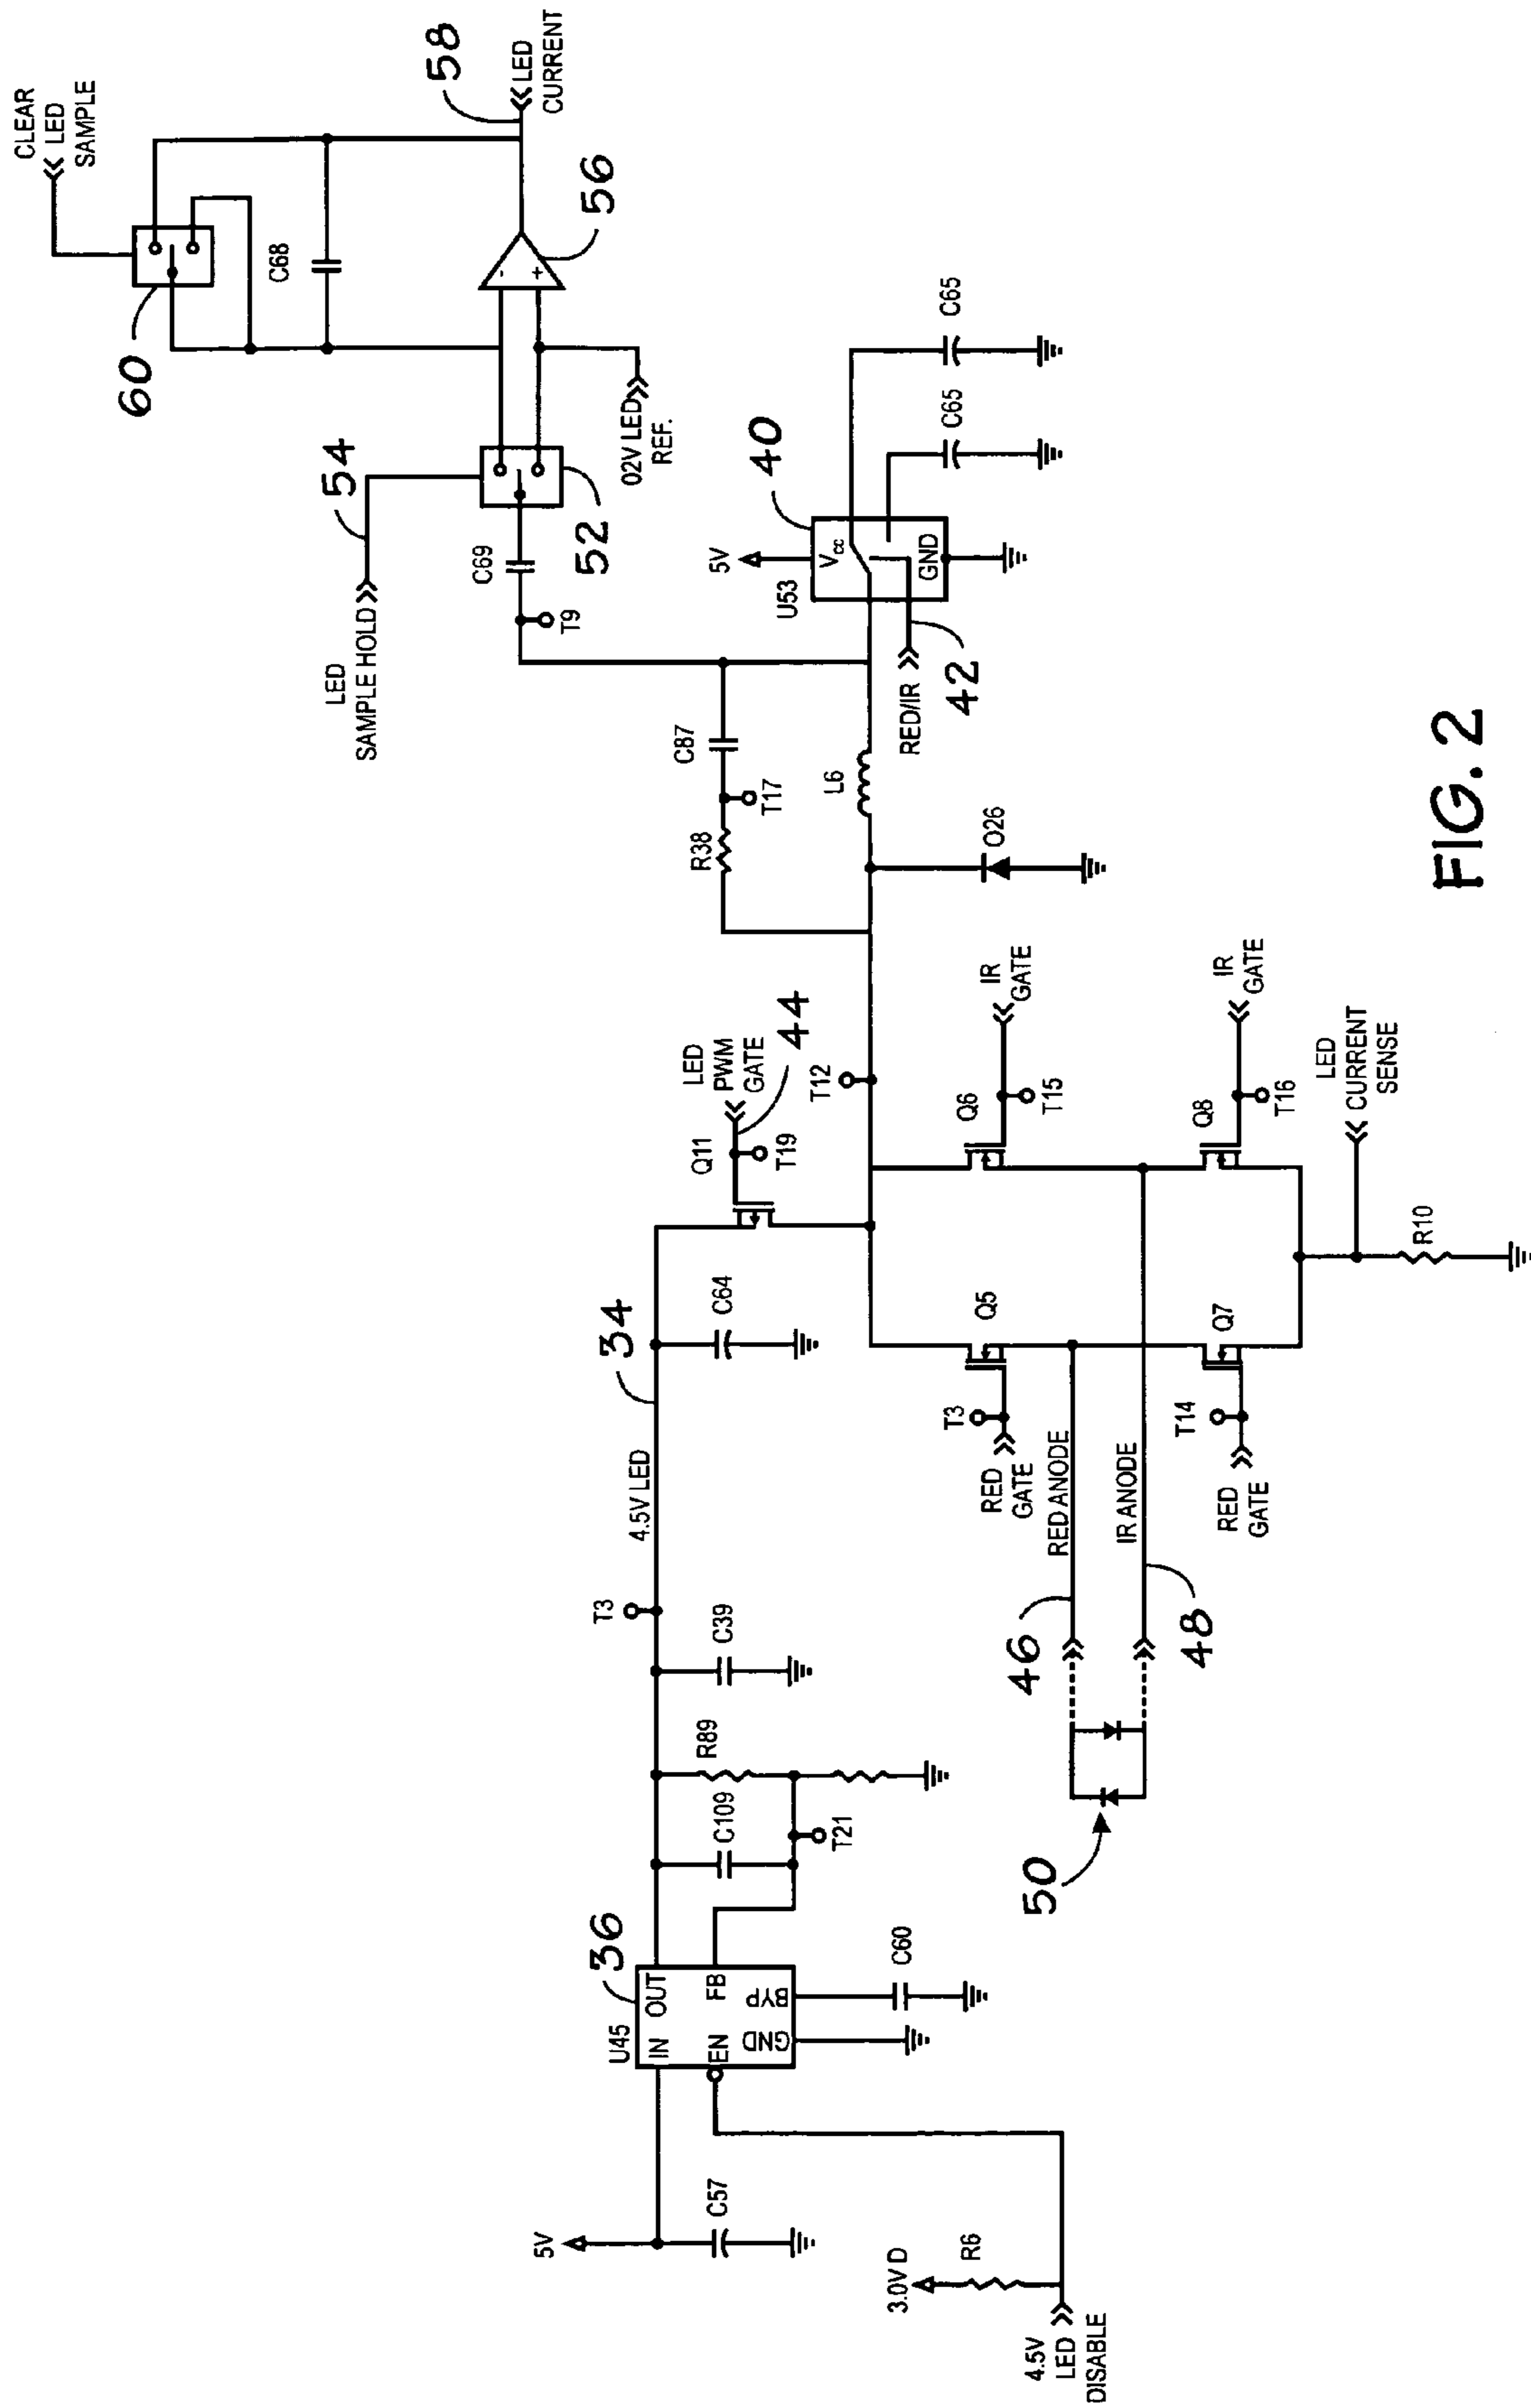 5V
C57
3.0V D
R6
4.5V
LED
DISABLE
U45
36
IN
OUT
EN
FB
GND
BYP
C60
C109
R89
T21
C39
T3
4.5V LED
34
C64
Q11
T19
LED
PWM
GATE
44
50
46
48
RED ANODE
IR ANODE
T3
RED
GATE
Q5
T14
RED
GATE
Q7
Q6
T15
IR
GATE
Q8
T16
IR
GATE
LED
CURRENT
SENSE
R10
T12
O26
R38
T17
C87
L6
RED/IR
42
U53
5V
Vcc
GND
40
C65
C65
T9
C69
LED
SAMPLE HOLD
54
52
02V LED
REF.
-
+
56
58
LED
CURRENT
C68
60
CLEAR
LED
SAMPLE
FIG. 2